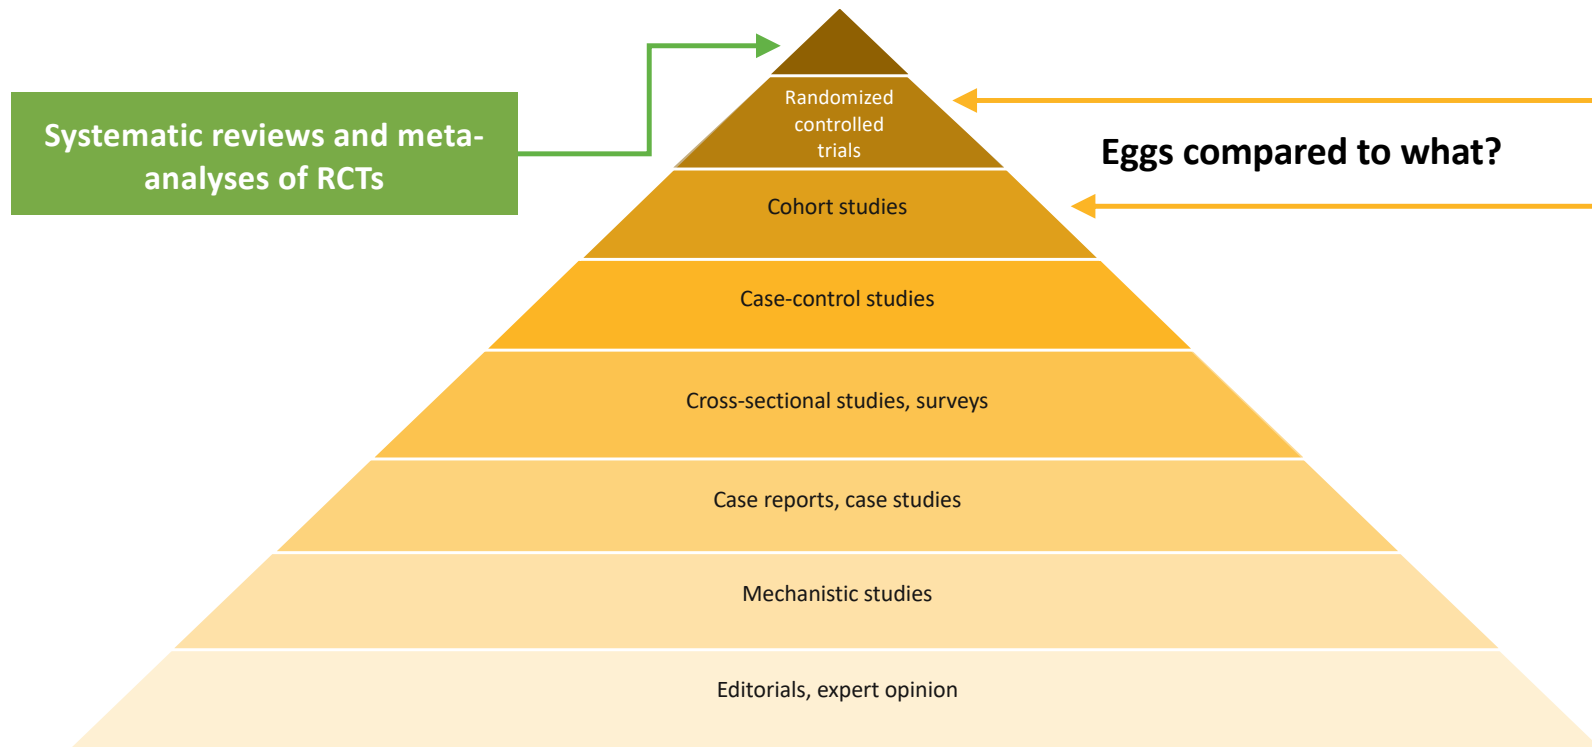 Systematic reviews and meta-
analyses of RCTs
Randomized
controlled
trials
Eggs compared to what?
Cohort studies
Case-control studies
Cross-sectional studies, surveys
Case reports, case studies
Mechanistic studies
Editorials, expert opinion